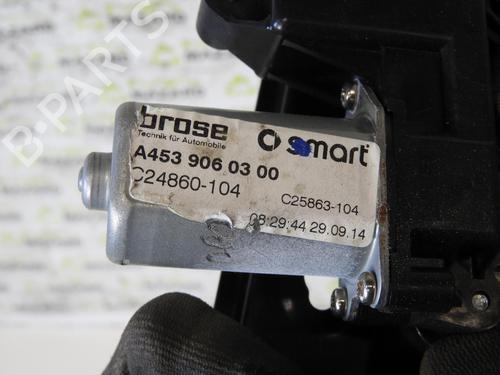 B-PARTS
brose
Technik für Automobile
smart
A453 906 03 00
C24860-104
C25863-104
08:29:44 29.09.14